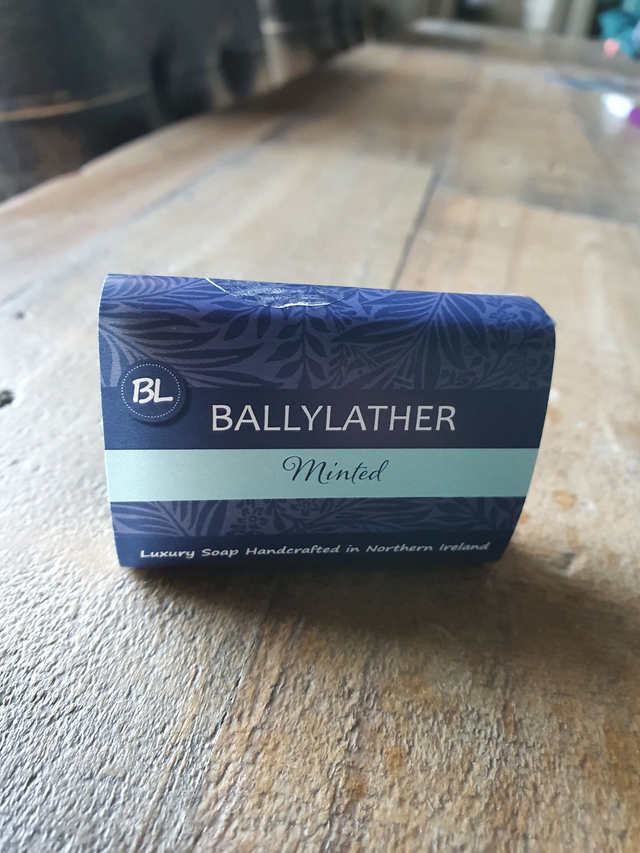 BL
BALLYLATHER
Minted
Luxury Soap Handcrafted in Northern Ireland